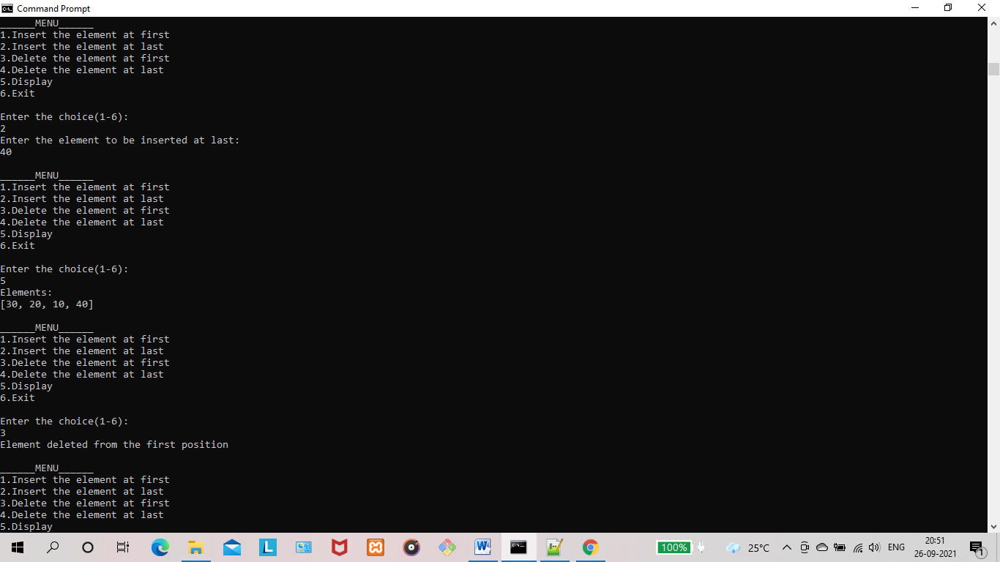 Command Prompt
______MENU______
1.Insert the element at first
2.Insert the element at last
3.Delete the element at first
4.Delete the element at last
5.Display
6.Exit
Enter the choice(1-6):
2
Enter the element to be inserted at last:
40
______MENU______
1.Insert the element at first
2.Insert the element at last
3.Delete the element at first
4.Delete the element at last
5.Display
6.Exit
Enter the choice(1-6):
5
Elements:
[30, 20, 10, 40]
______MENU______
1.Insert the element at first
2.Insert the element at last
3.Delete the element at first
4.Delete the element at last
5.Display
6.Exit
Enter the choice(1-6):
3
Element deleted from the first position
______MENU______
1.Insert the element at first
2.Insert the element at last
3.Delete the element at first
4.Delete the element at last
5.Display
100% 25°C ENG 20:51
26-09-2021 1